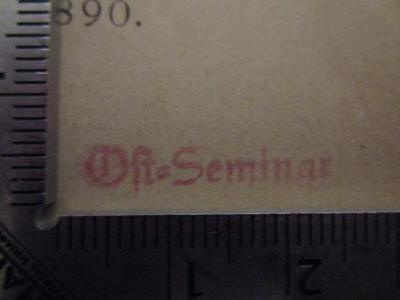 890.
Ost=Seminar
1
2